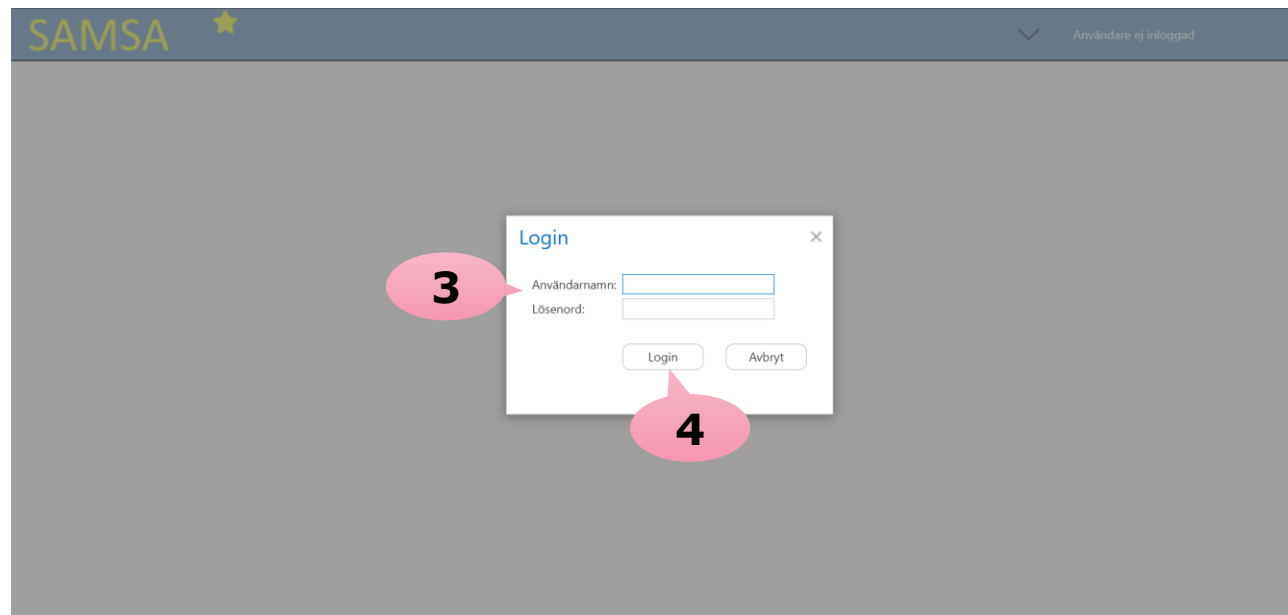 SAMSA
Användare ej inloggad
Login
3
Användarnamn:
Lösenord:
Login Avbryt
4